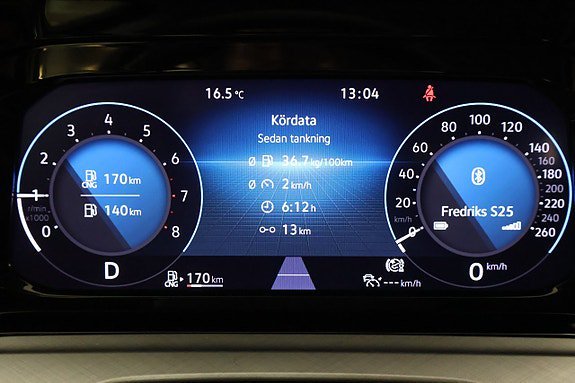 16.5 °C
13:04
Kördata
Sedan tankning
Ø 36.7 kg/100km
Ø 2 km/h
6:12 h
13 km
0
1
2
3
4
5
6
7
8
r/min
x1000
CNG 170 km
140 km
D
CNG 170 km
0
20
40
60
80
100
120
140
160
180
200
220
240
260
km/h
Fredriks S25
--- km/h
0 km/h